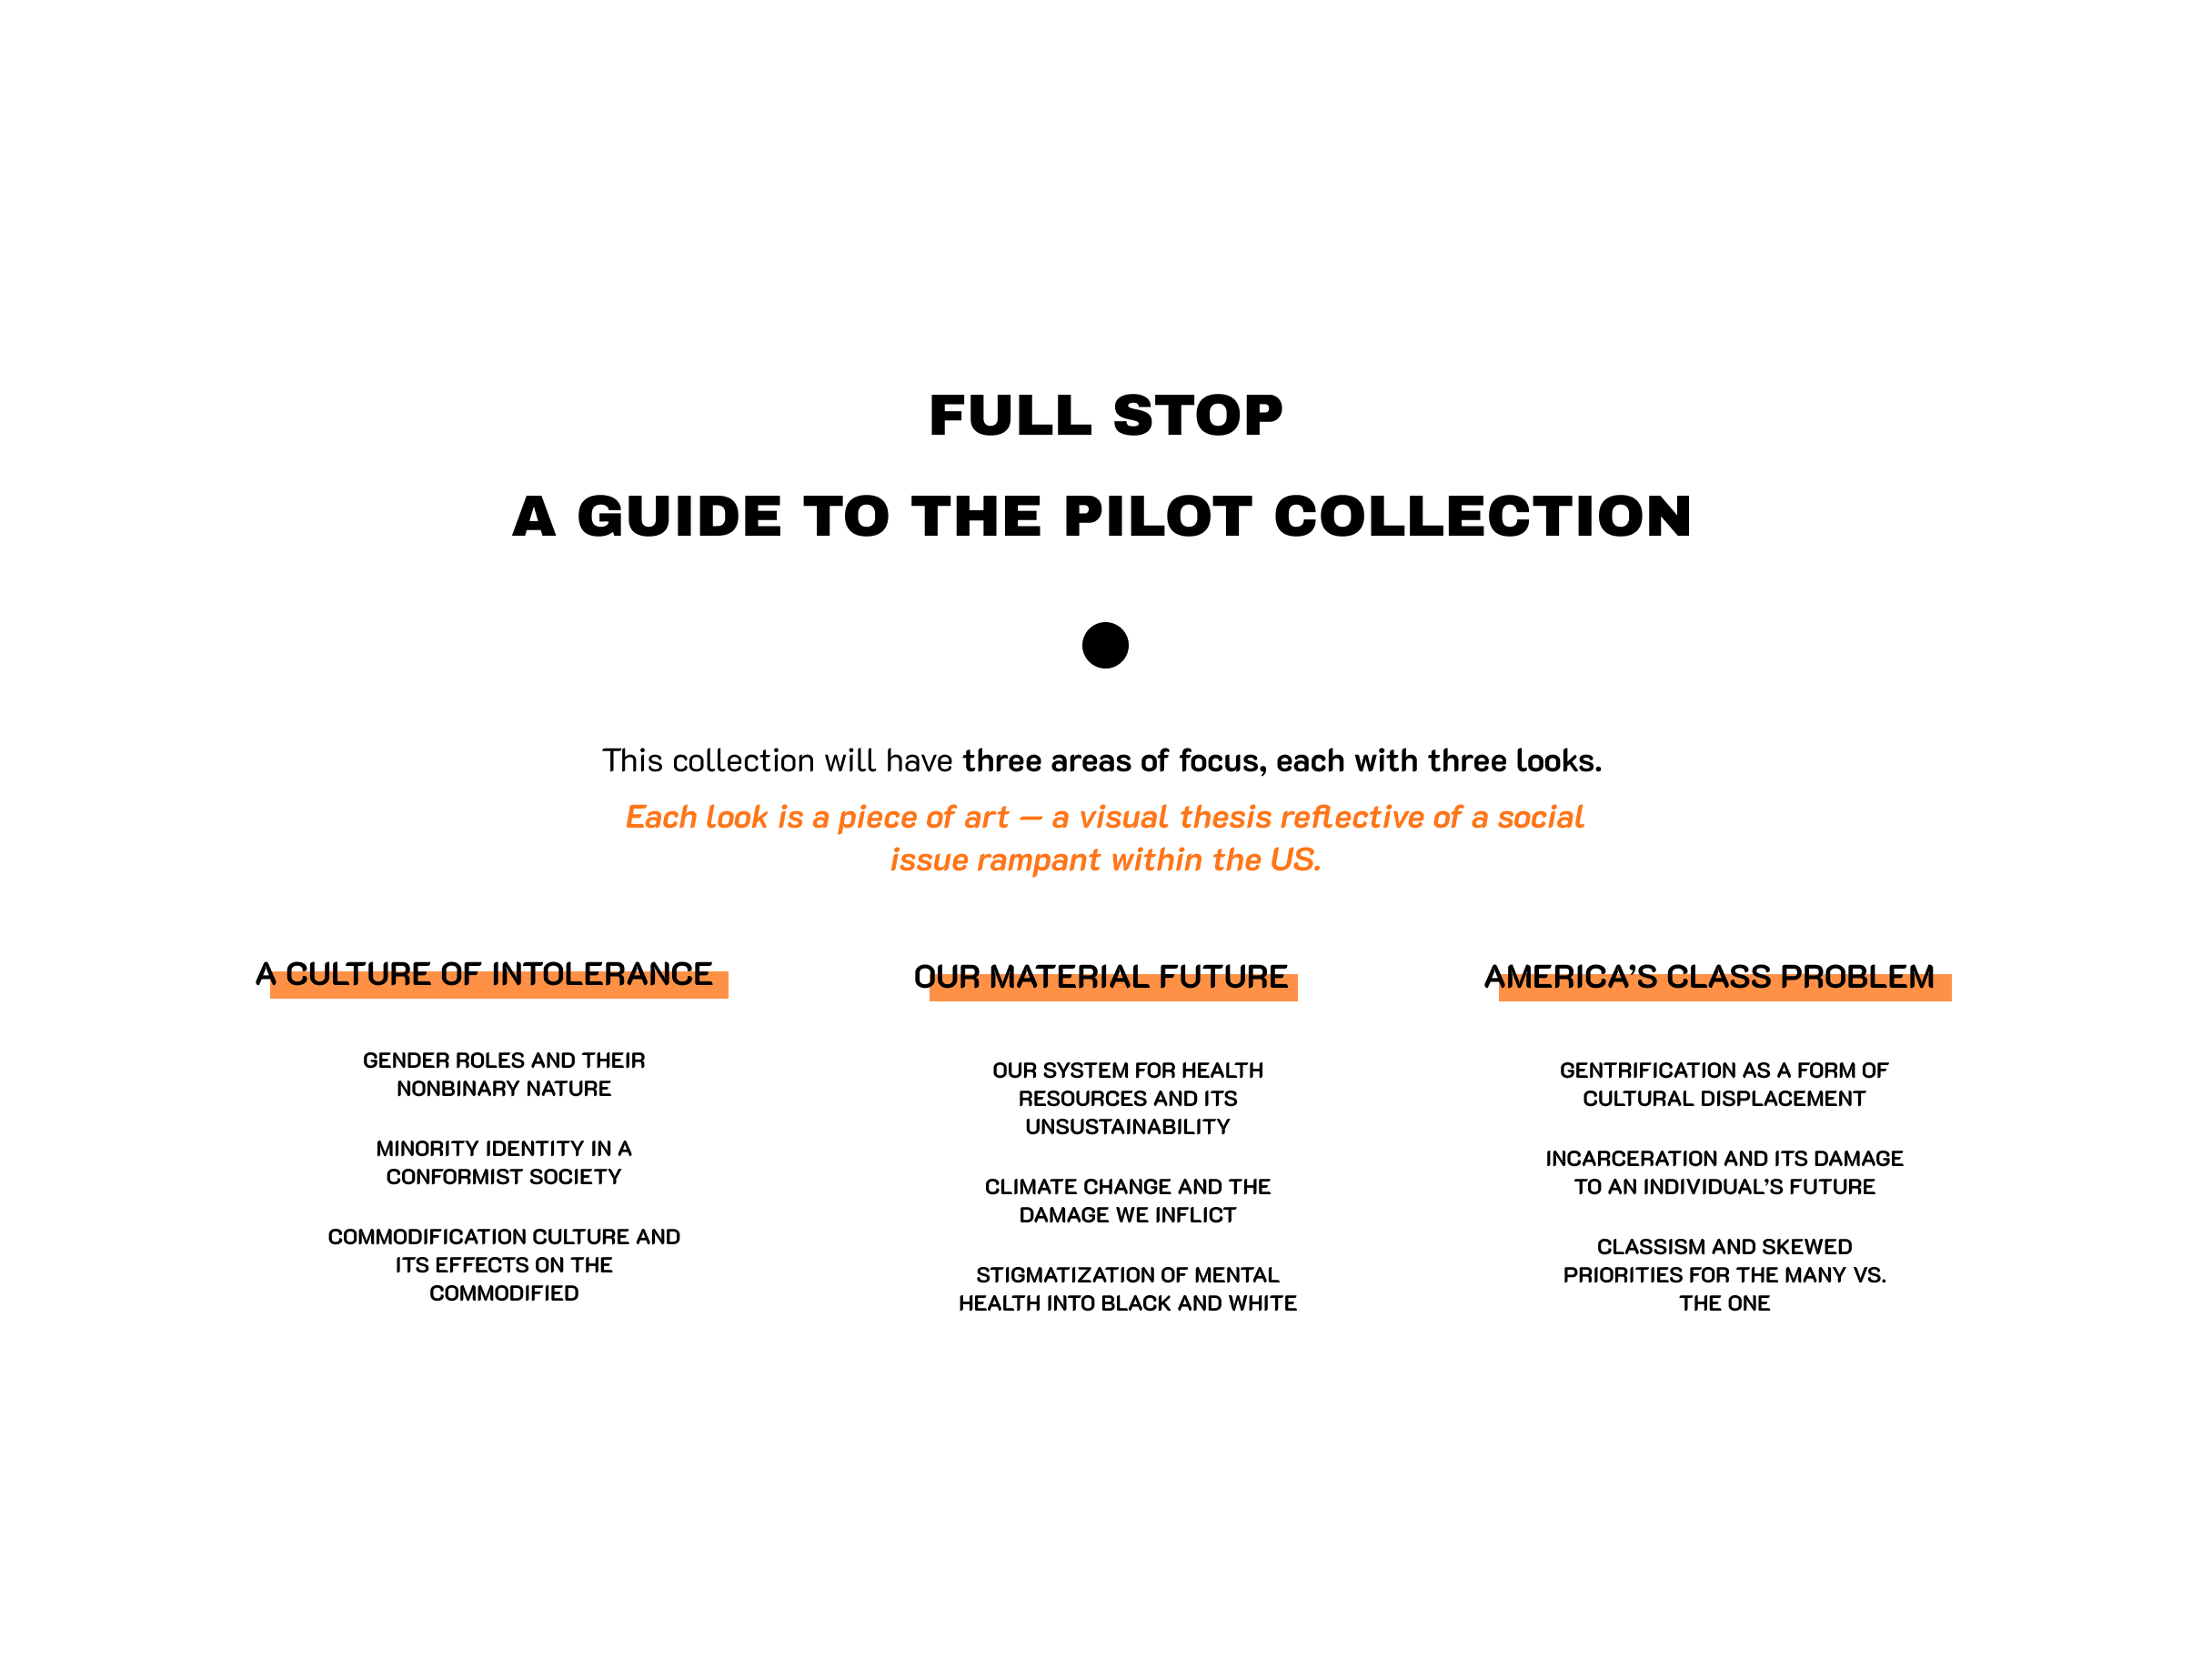 FULL STOP
A GUIDE TO THE PILOT COLLECTION
This collection will have three areas of focus, each with three looks.
Each look is a piece of art — a visual thesis reflective of a social
issue rampant within the US.
A CULTURE OF INTOLERANCE
GENDER ROLES AND THEIR
NONBINARY NATURE
MINORITY IDENTITY IN A
CONFORMIST SOCIETY
COMMODIFICATION CULTURE AND
ITS EFFECTS ON THE
COMMODIFIED
OUR MATERIAL FUTURE
OUR SYSTEM FOR HEALTH
RESOURCES AND ITS
UNSUSTAINABILITY
CLIMATE CHANGE AND THE
DAMAGE WE INFLICT
STIGMATIZATION OF MENTAL
HEALTH INTO BLACK AND WHITE
AMERICA’S CLASS PROBLEM
GENTRIFICATION AS A FORM OF
CULTURAL DISPLACEMENT
INCARCERATION AND ITS DAMAGE
TO AN INDIVIDUAL’S FUTURE
CLASSISM AND SKEWED
PRIORITIES FOR THE MANY VS.
THE ONE